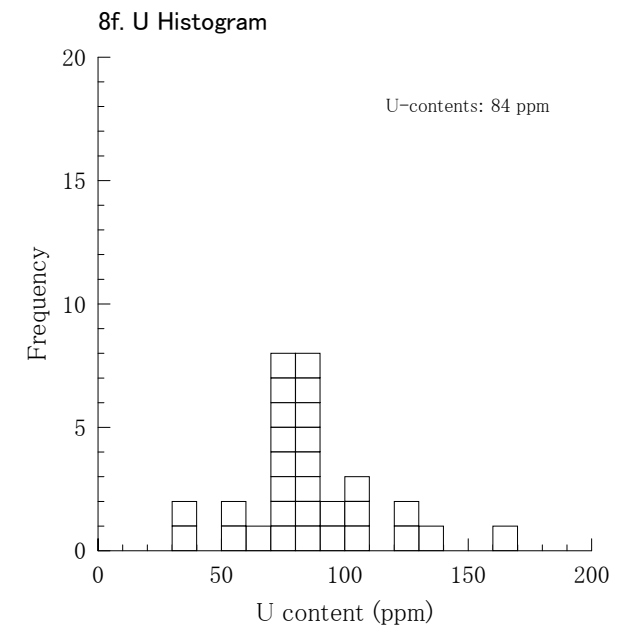 8f. U Histogram
20
U-contents: 84 ppm
15
10
Frequency
5
0
0 50 100 150 200
U content (ppm)